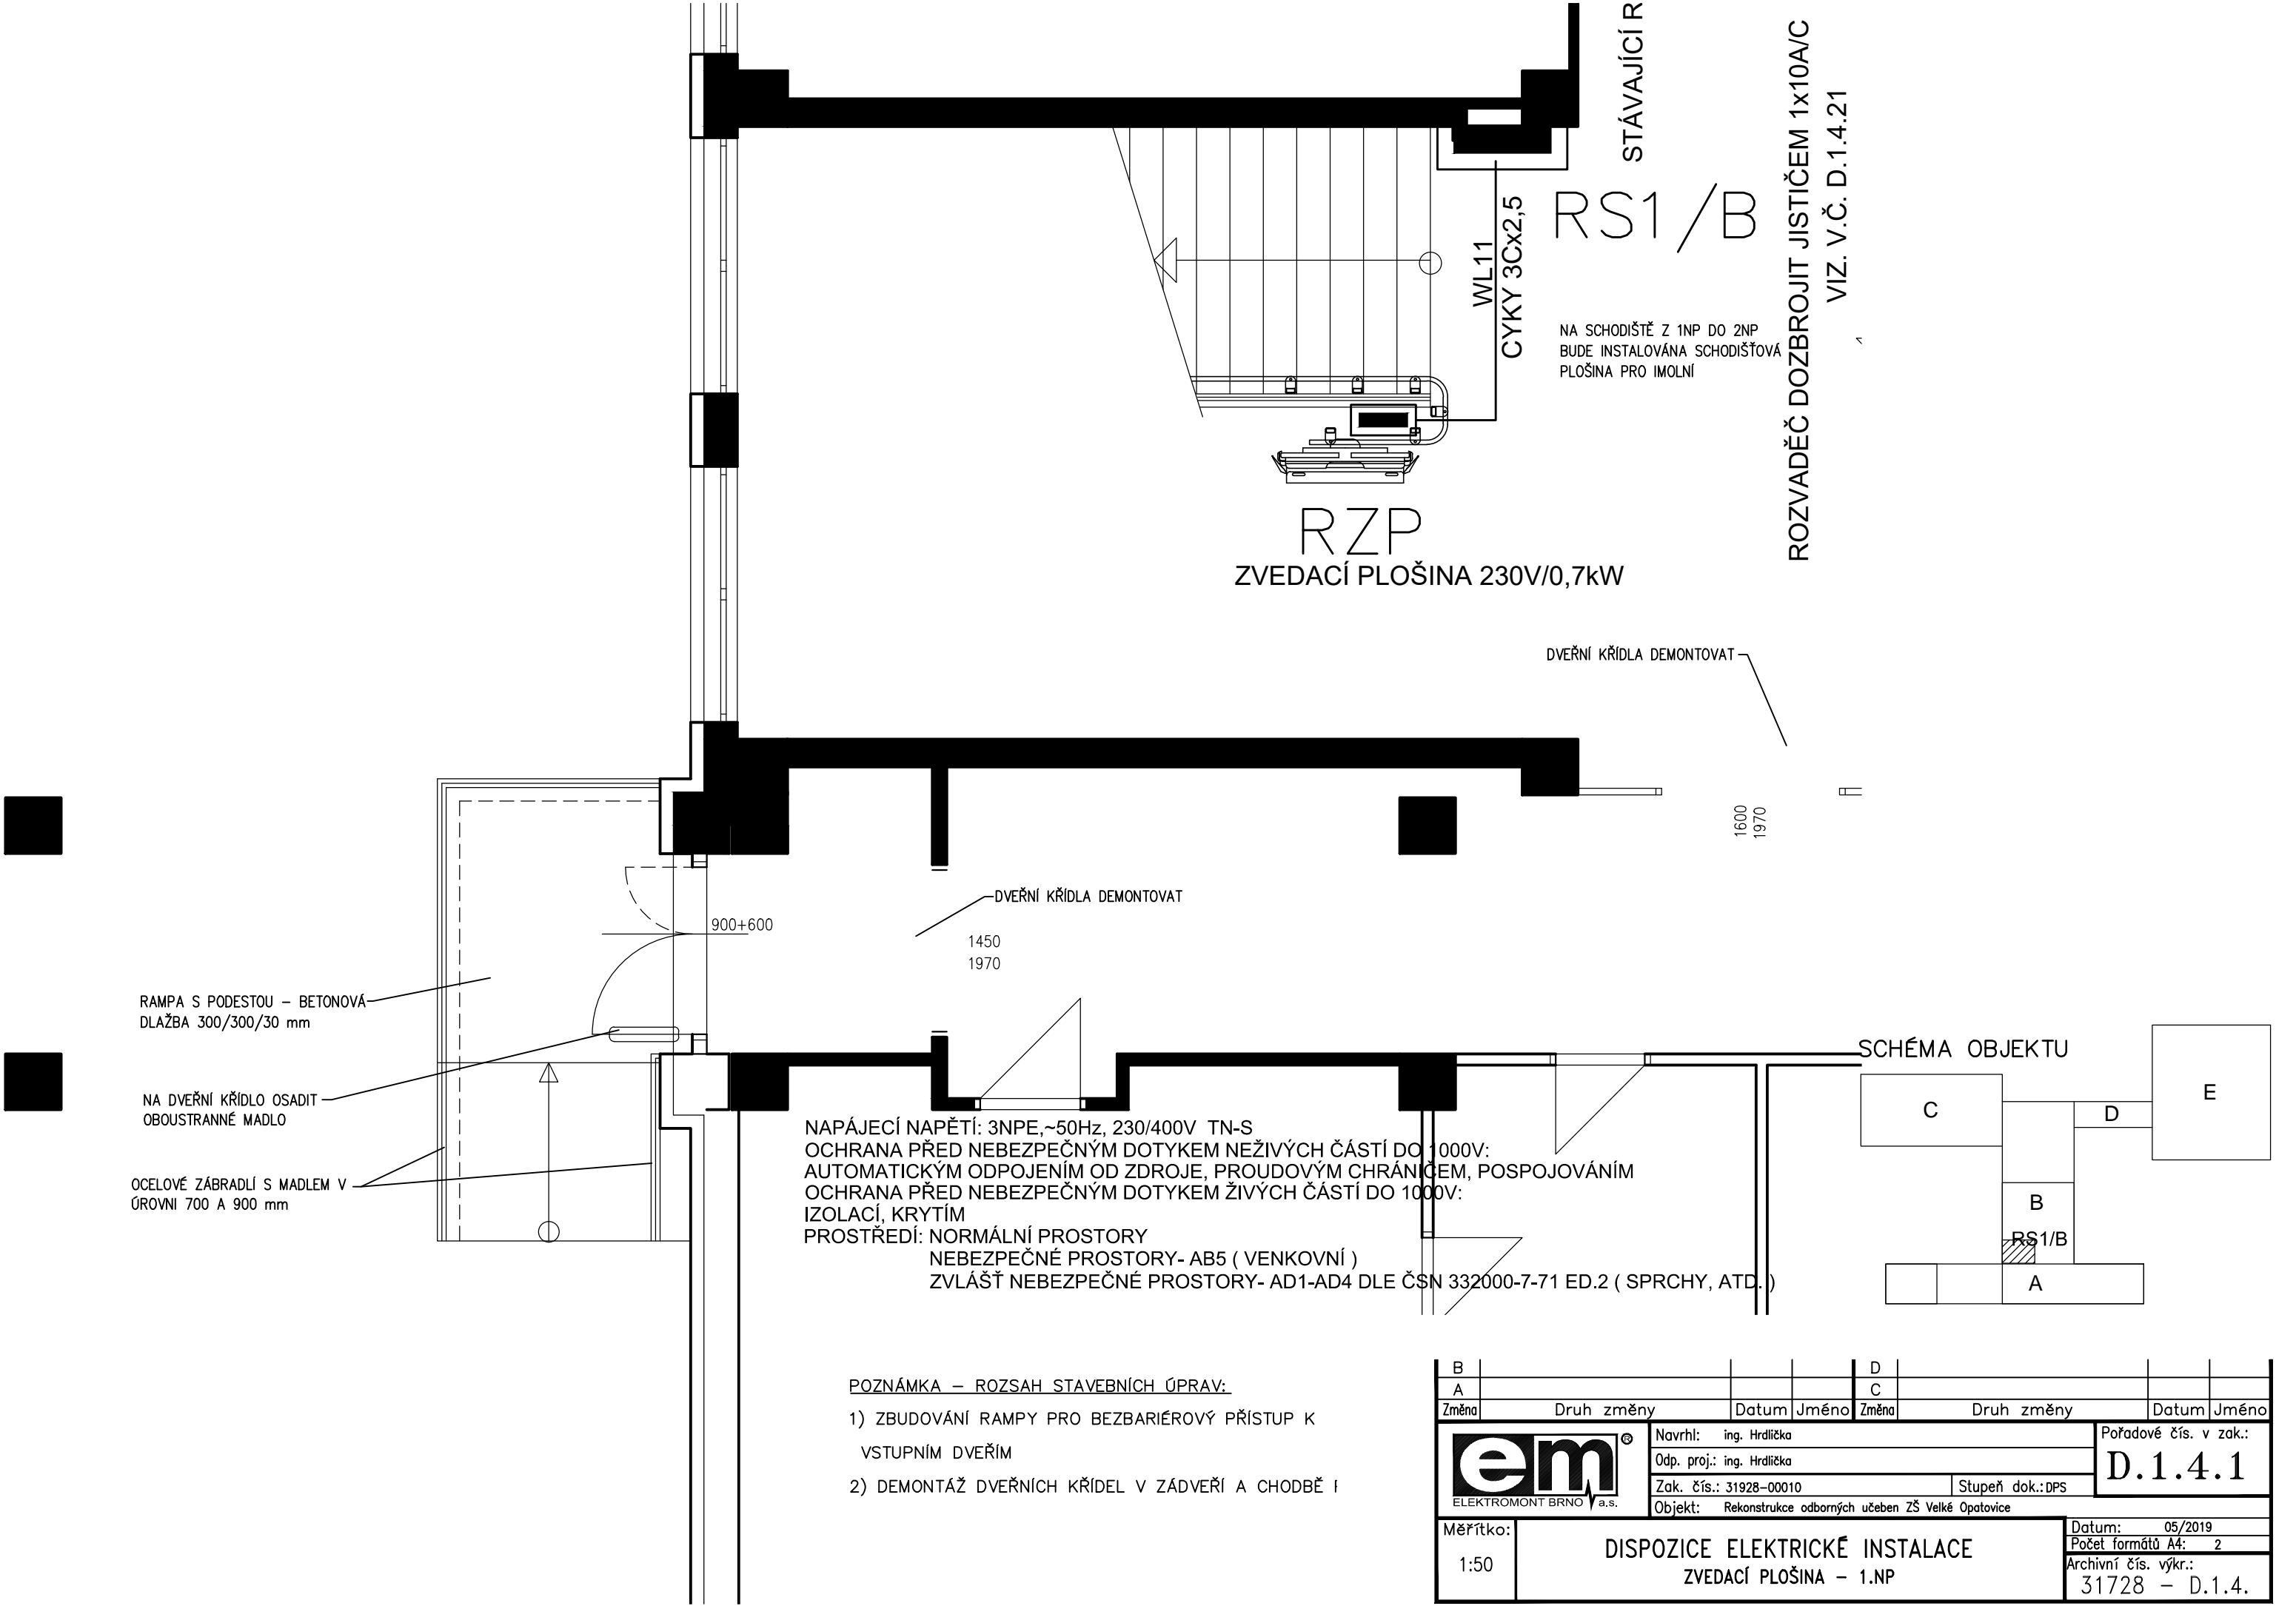 STÁVAJÍCÍ R
ROZVADĚČ DOZBROJIT JISTIČEM 1x10A/C
VIZ. V.Č. D.1.4.21
RS1/B
WL11
CYKY 3Cx2,5
NA SCHODIŠTĚ Z 1NP DO 2NP
BUDE INSTALOVÁNA SCHODIŠŤOVÁ
PLOŠINA PRO IMOLNÍ
RZP
ZVEDACÍ PLOŠINA 230V/0,7kW
DVEŘNÍ KŘÍDLA DEMONTOVAT
1600
1970
DVEŘNÍ KŘÍDLA DEMONTOVAT
900+600
1450
1970
RAMPA S PODESTOU – BETONOVÁ
DLAŽBA 300/300/30 mm
NA DVEŘNÍ KŘÍDLO OSADIT
OBOUSTRANNÉ MADLO
OCELOVÉ ZÁBRADLÍ S MADLEM V
ÚROVNI 700 A 900 mm
NAPÁJECÍ NAPĚTÍ: 3NPE,~50Hz, 230/400V TN-S
OCHRANA PŘED NEBEZPEČNÝM DOTYKEM NEŽIVÝCH ČÁSTÍ DO 1000V:
AUTOMATICKÝM ODPOJENÍM OD ZDROJE, PROUDOVÝM CHRÁNIČEM, POSPOJOVÁNÍM
OCHRANA PŘED NEBEZPEČNÝM DOTYKEM ŽIVÝCH ČÁSTÍ DO 1000V:
IZOLACÍ, KRYTÍM
PROSTŘEDÍ: NORMÁLNÍ PROSTORY
NEBEZPEČNÉ PROSTORY- AB5 ( VENKOVNÍ )
ZVLÁŠŤ NEBEZPEČNÉ PROSTORY- AD1-AD4 DLE ČSN 332000-7-71 ED.2 ( SPRCHY, ATD. )
SCHÉMA OBJEKTU
C
D
E
B
RS1/B
A
POZNÁMKA – ROZSAH STAVEBNÍCH ÚPRAV:
1) ZBUDOVÁNÍ RAMPY PRO BEZBARIÉROVÝ PŘÍSTUP K
VSTUPNÍM DVEŘÍM
2) DEMONTÁŽ DVEŘNÍCH KŘÍDEL V ZÁDVEŘÍ A CHODBĚ
B D
A C
Změna Druh změny Datum Jméno Změna Druh změny Datum Jméno
em®
ELEKTROMONT BRNO a.s.
Navrhl: ing. Hrdlička
Odp. proj.: ing. Hrdlička
Zak. čís.: 31928-00010 Stupeň dok.: DPS
Objekt: Rekonstrukce odborných učeben ZŠ Velké Opatovice
Pořadové čís. v zak.:
D.1.4.1
Měřítko:
1:50
DISPOZICE ELEKTRICKÉ INSTALACE
ZVEDACÍ PLOŠINA – 1.NP
Datum: 05/2019
Počet formátů A4: 2
Archivní čís. výkr.:
31728 – D.1.4.